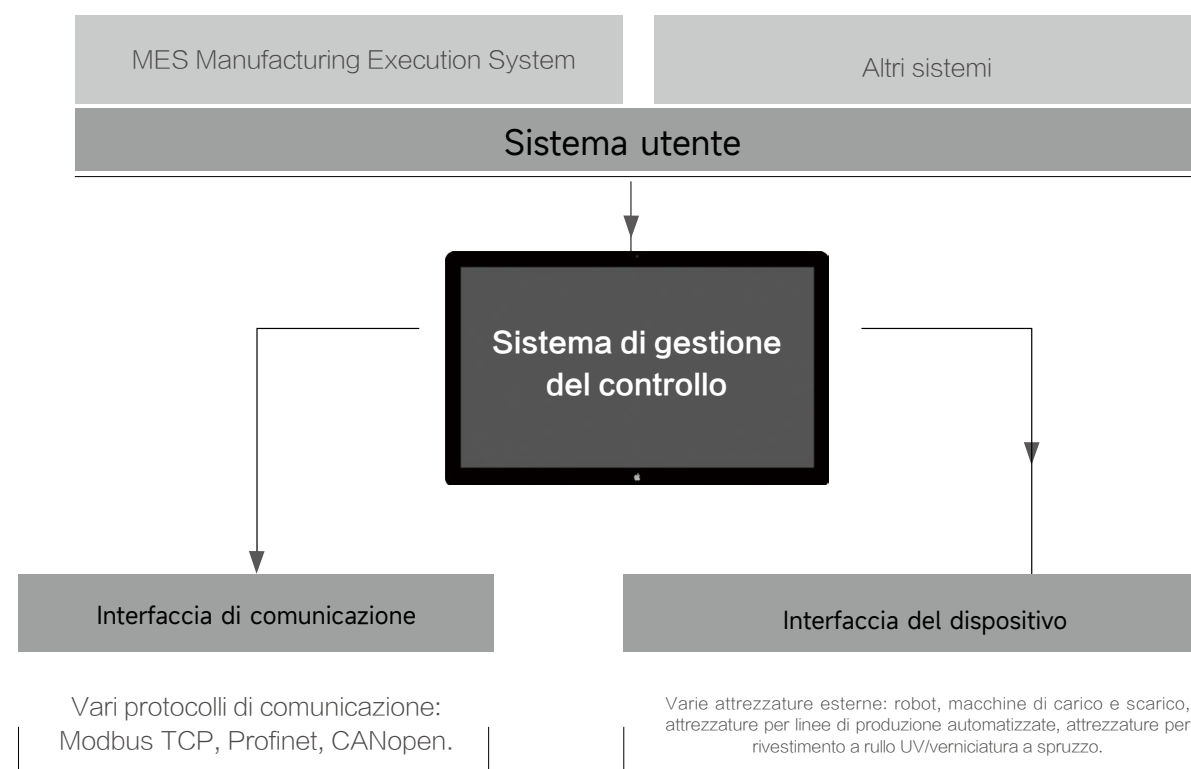 MES Manufacturing Execution System
Altri sistemi
Sistema utente
Sistema di gestione
del controllo
Interfaccia di comunicazione
Interfaccia del dispositivo
Vari protocolli di comunicazione:
Modbus TCP, Profinet, CANopen.
Varie attrezzature esterne: robot, macchine di carico e scarico,
attrezzature per linee di produzione automatizzate, attrezzature per
rivestimento a rullo UV/verniciatura a spruzzo.